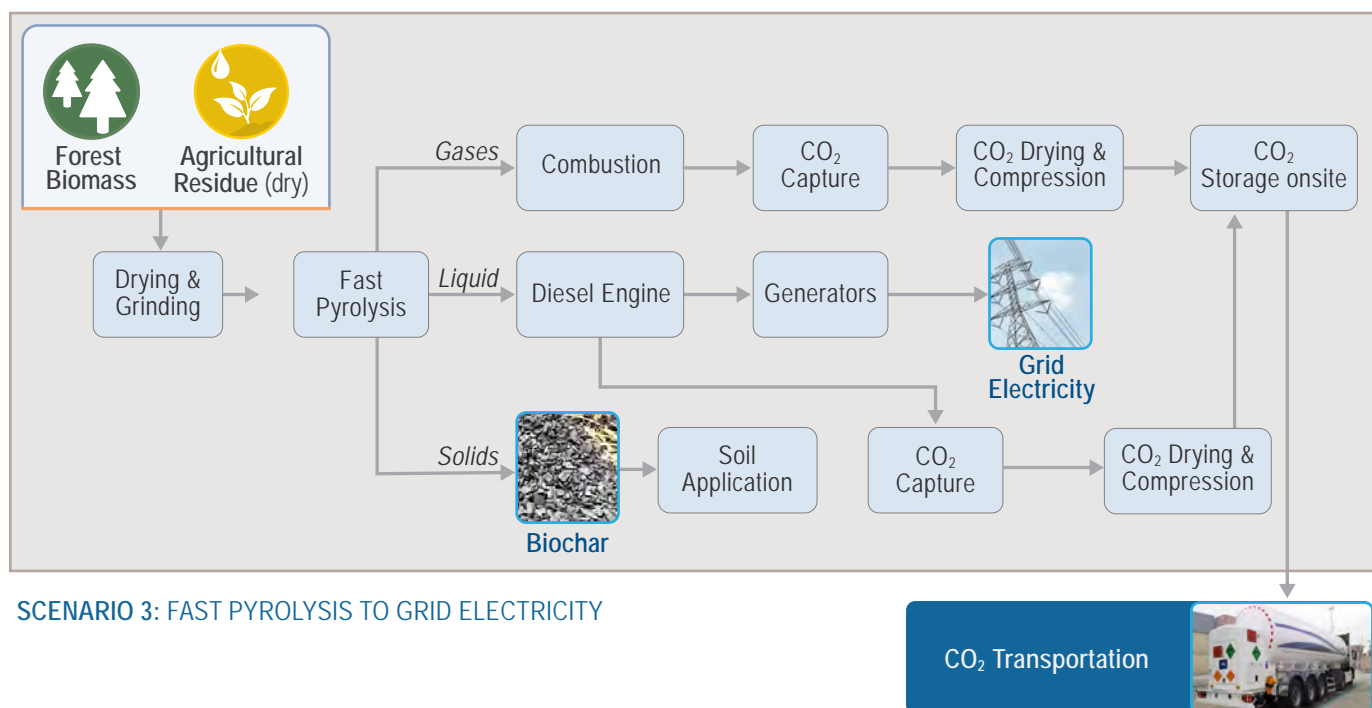 Forest
Biomass
Agricultural
Residue (dry)
Gases
Combustion
CO₂
Capture
CO₂ Drying &
Compression
CO₂
Storage onsite
Drying &
Grinding
Fast
Pyrolysis
Liquid
Diesel Engine
Generators
Grid
Electricity
Solids
Biochar
Soil
Application
CO₂
Capture
CO₂ Drying &
Compression
SCENARIO 3: FAST PYROLYSIS TO GRID ELECTRICITY
CO₂ Transportation